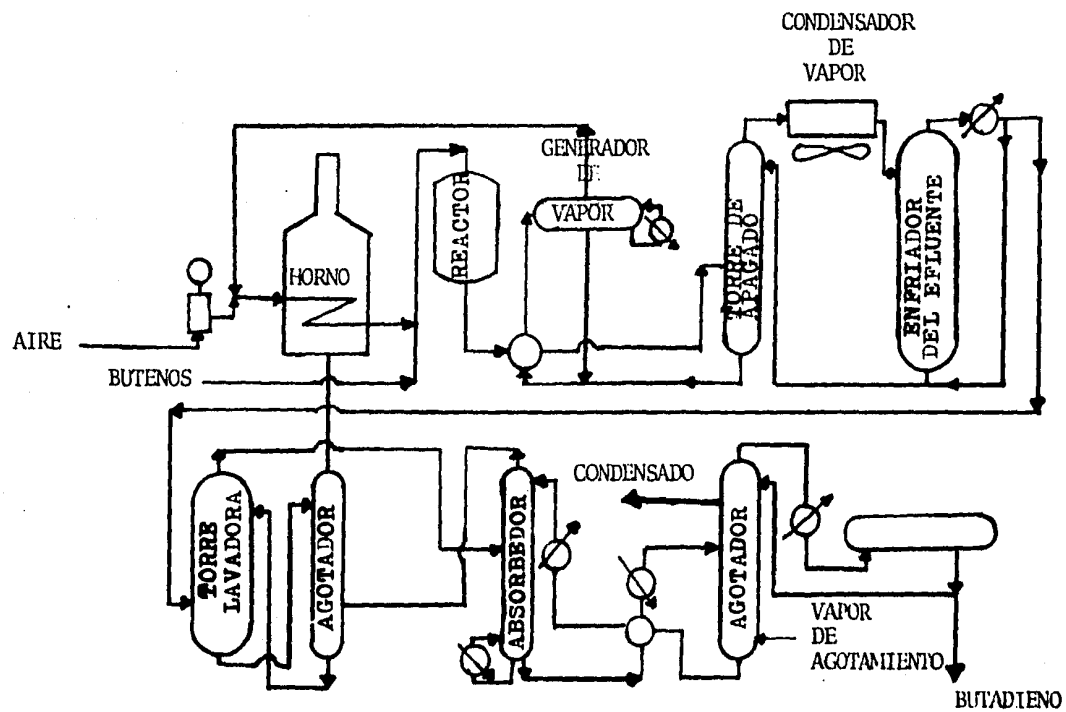 CONDENSADOR
DE
VAPOR
GENERADOR
DE
VAPOR
REACTOR
TORRE DE
APAGADO
ENFRIADOR
DEL EFLUENTE
HORNO
AIRE
BUTENOS
TORRE
LAVADORA
AGOTADOR
ABSORBEDOR
CONDENSADO
AGOTADOR
VAPOR
DE
AGOTAMIENTO
BUTADIENO